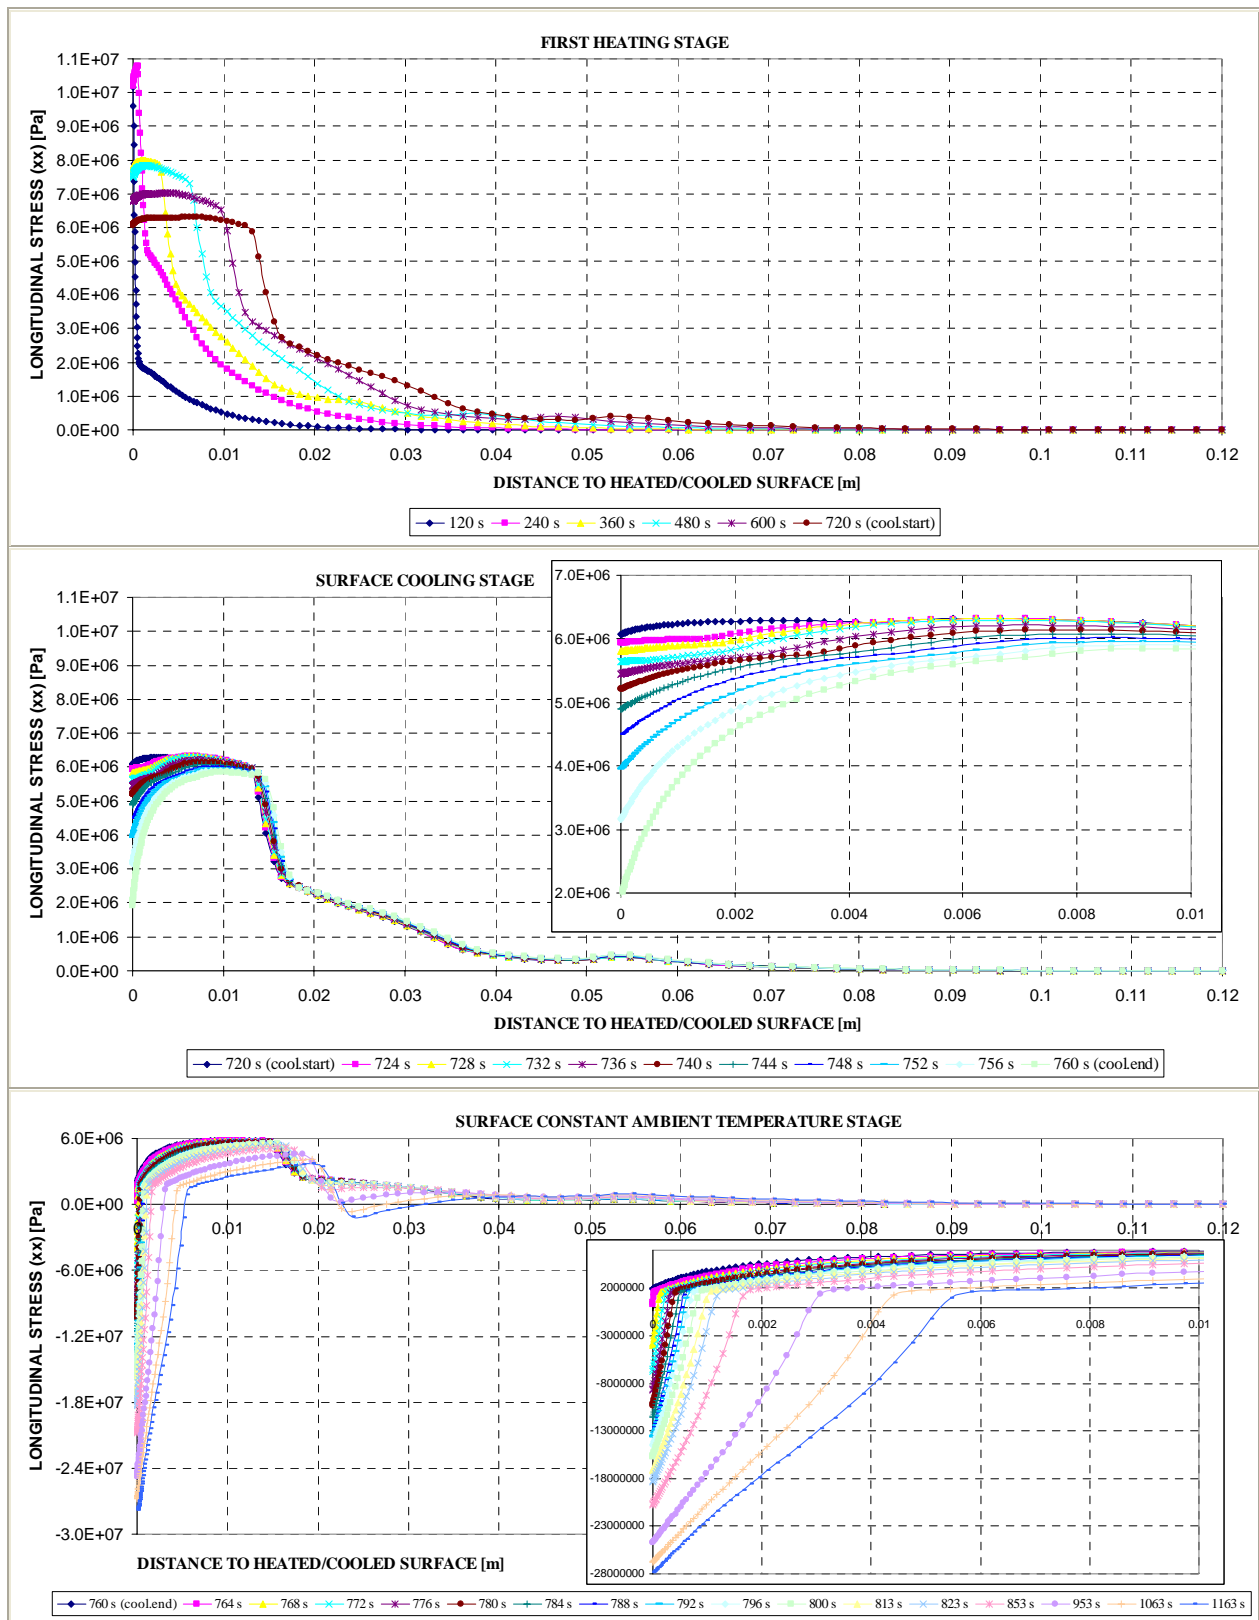 FIRST HEATING STAGE
LONGITUDINAL STRESS (xx) [Pa]
1.1E+07
1.0E+07
9.0E+06
8.0E+06
7.0E+06
6.0E+06
5.0E+06
4.0E+06
3.0E+06
2.0E+06
1.0E+06
0.0E+00
0 0.01 0.02 0.03 0.04 0.05 0.06 0.07 0.08 0.09 0.1 0.11 0.12
DISTANCE TO HEATED/COOLED SURFACE [m]
120 s 240 s 360 s 480 s 600 s 720 s (cool.start)
SURFACE COOLING STAGE
LONGITUDINAL STRESS (xx) [Pa]
1.1E+07
1.0E+07
9.0E+06
8.0E+06
7.0E+06
6.0E+06
5.0E+06
4.0E+06
3.0E+06
2.0E+06
1.0E+06
0.0E+00
7.0E+06
6.0E+06
5.0E+06
4.0E+06
3.0E+06
2.0E+06
0 0.002 0.004 0.006 0.008 0.01
0 0.01 0.02 0.03 0.04 0.05 0.06 0.07 0.08 0.09 0.1 0.11 0.12
DISTANCE TO HEATED/COOLED SURFACE [m]
720 s (cool.start) 724 s 728 s 732 s 736 s 740 s 744 s 748 s 752 s 756 s 760 s (cool.end)
SURFACE CONSTANT AMBIENT TEMPERATURE STAGE
LONGITUDINAL STRESS (xx) [Pa]
6.0E+06
0.0E+00
-6.0E+06
-1.2E+07
-1.8E+07
-2.4E+07
-3.0E+07
0 0.01 0.02 0.03 0.04 0.05 0.06 0.07 0.08 0.09 0.1 0.11 0.12
2000000
-3000000
-8000000
-13000000
-18000000
-23000000
-28000000
0 0.002 0.004 0.006 0.008 0.01
DISTANCE TO HEATED/COOLED SURFACE [m]
760 s (cool.end) 764 s 768 s 772 s 776 s 780 s 784 s 788 s 792 s 796 s 800 s 813 s 823 s 853 s 953 s 1063 s 1163 s